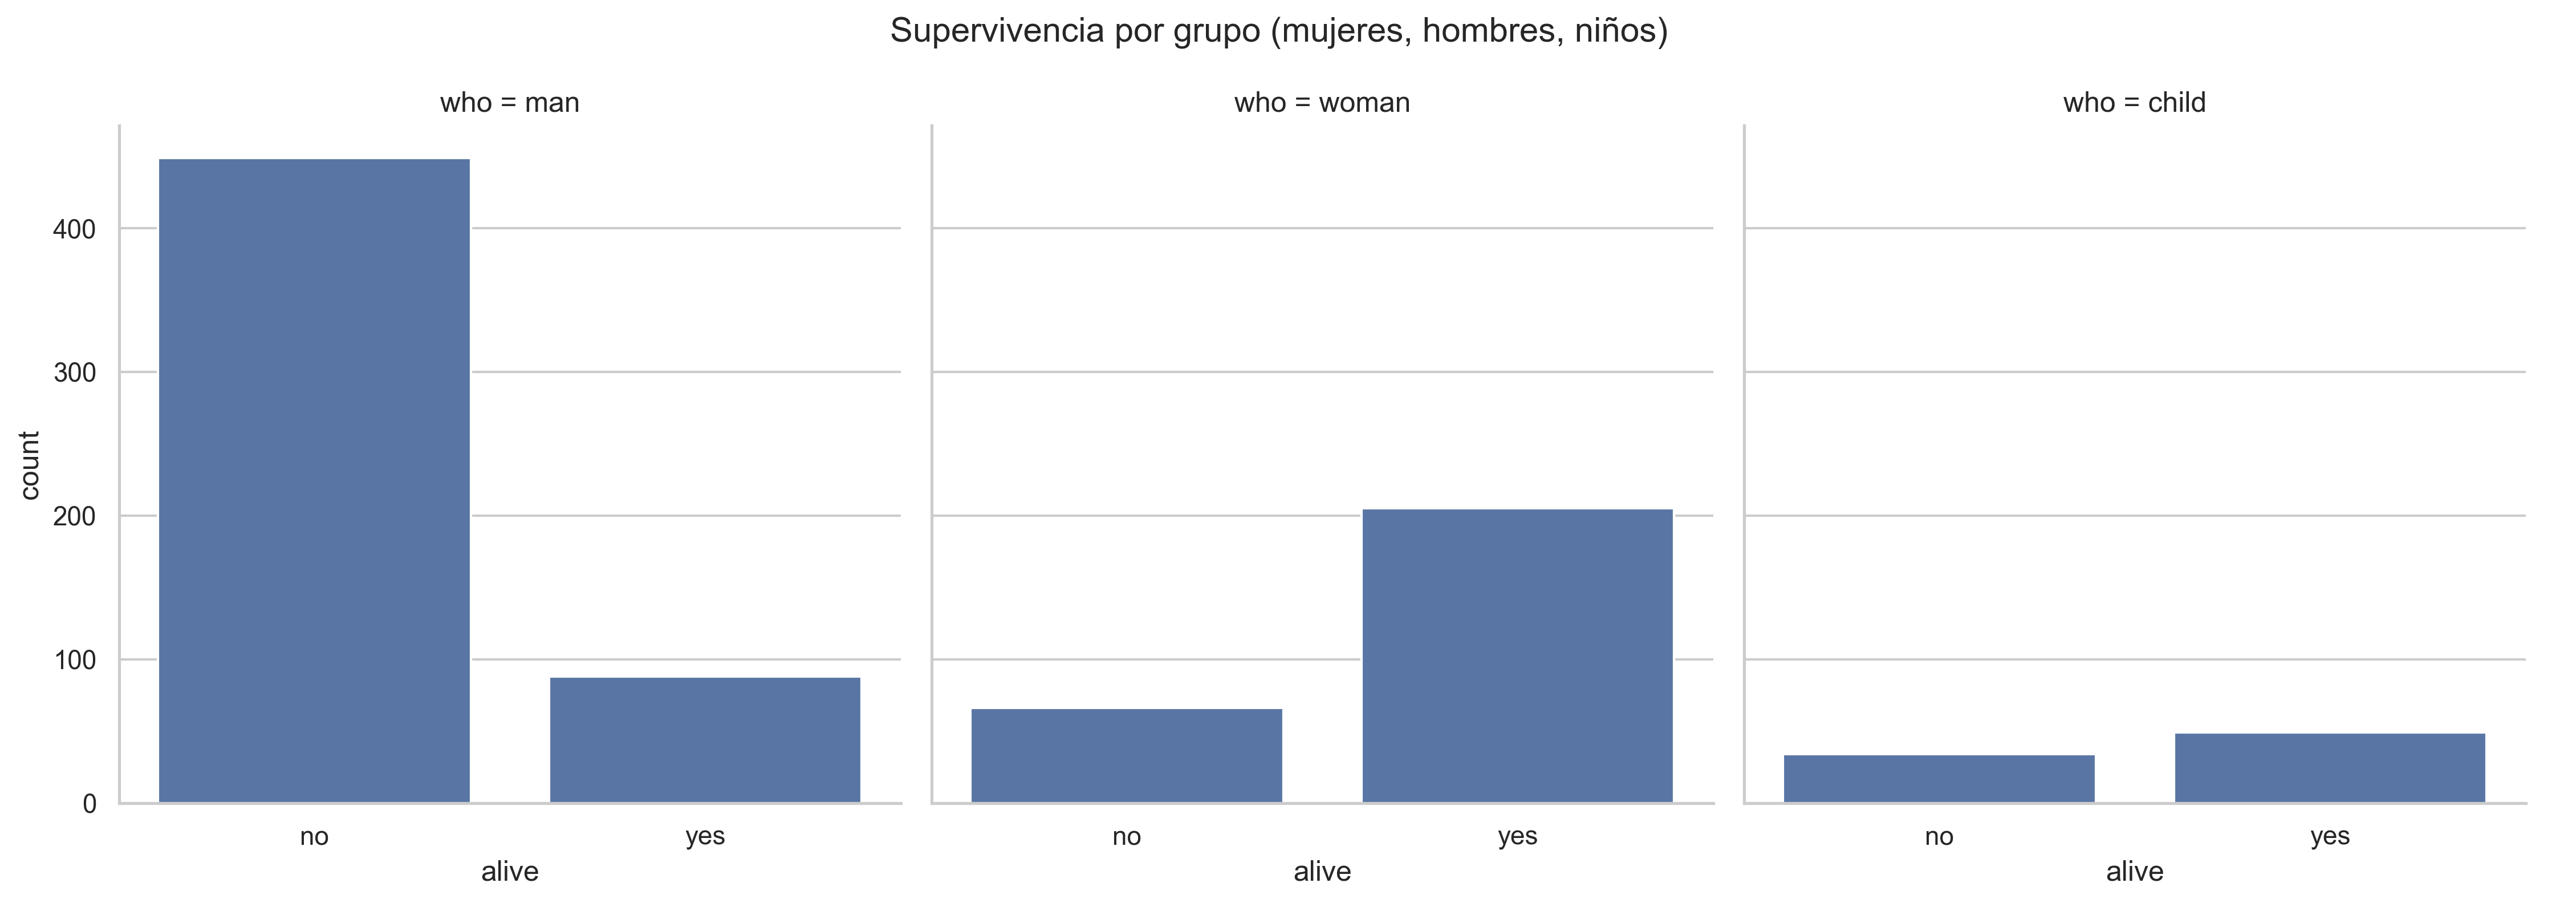 Supervivencia por grupo (mujeres, hombres, niños)
who = man
who = woman
who = child
count
400
300
200
100
0
no
yes
no
yes
no
yes
alive
alive
alive